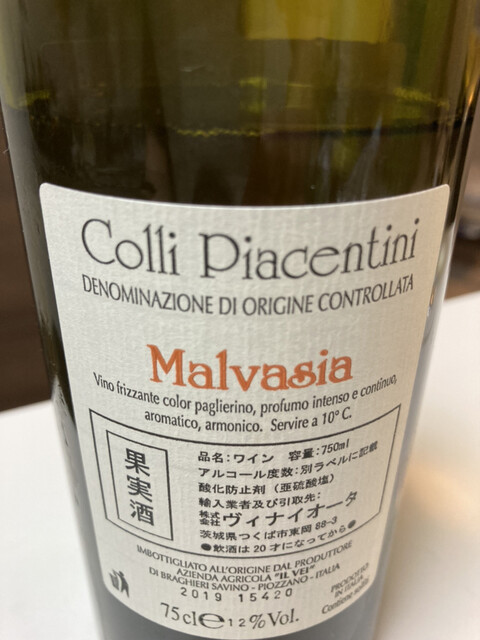 Colli Piacentini
DENOMINAZIONE DI ORIGINE CONTROLLATA
Malvasia
Vino frizzante color paglierino, profumo intenso e continuo,
aromatico, armonico. Servire a 10° C.
果実酒
品名:ワイン 容量:750ml
アルコール度数:別ラベルに記載
酸化防止剤(亜硫酸塩)
輸入業者及び引取先:
株式会社ヴィナイオータ
茨城県つくば市東岡 88-3
●飲酒は20才になってから●
IMBOTTIGLIATO ALL'ORIGINE DAL PRODUTTORE
AZIENDA AGRICOLA "IL VEI"
DI BRAGHIERI SAVINO - PIOZZANO - ITALIA
2019 15420
75cl e 12%Vol.
PRODOTTO
IN ITALIA
Contiene solfiti